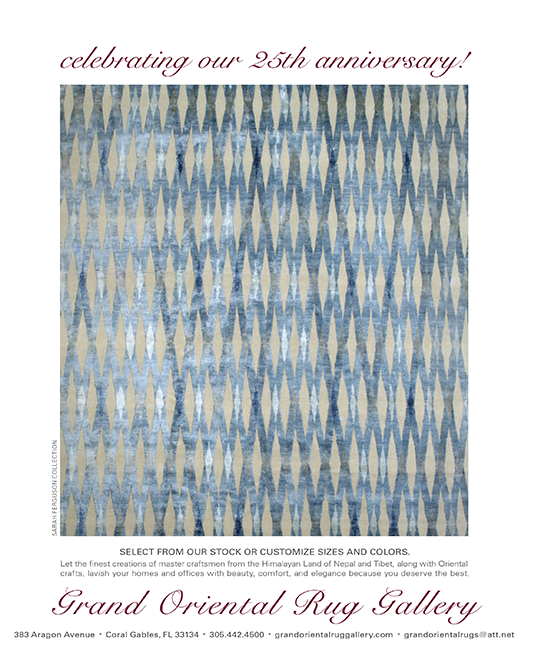 celebrating our 25th anniversary!
SARAH FERGUSON COLLECTION
SELECT FROM OUR STOCK OR CUSTOMIZE SIZES AND COLORS.
Let the finest creations of master craftsmen from the Himalayan Land of Nepal and Tibet, along with Oriental
crafts, lavish your homes and offices with beauty, comfort, and elegance because you deserve the best.
Grand Oriental Rug Gallery
383 Aragon Avenue • Coral Gables, FL 33134 • 305.442.4500 • grandorientalruggallery.com • grandorientalrugs@att.net